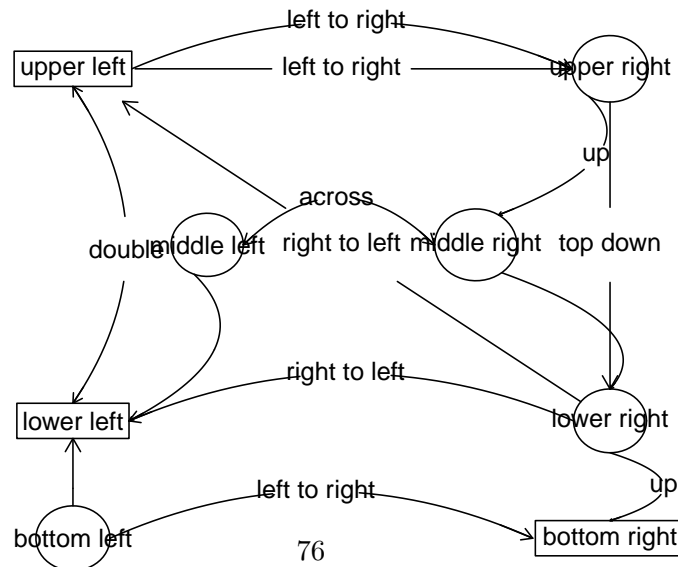 left to right
upper left
left to right
upper right
up
across
double
middle left
right to left
middle right
top down
right to left
lower left
lower right
left to right
up
bottom left
bottom right
76